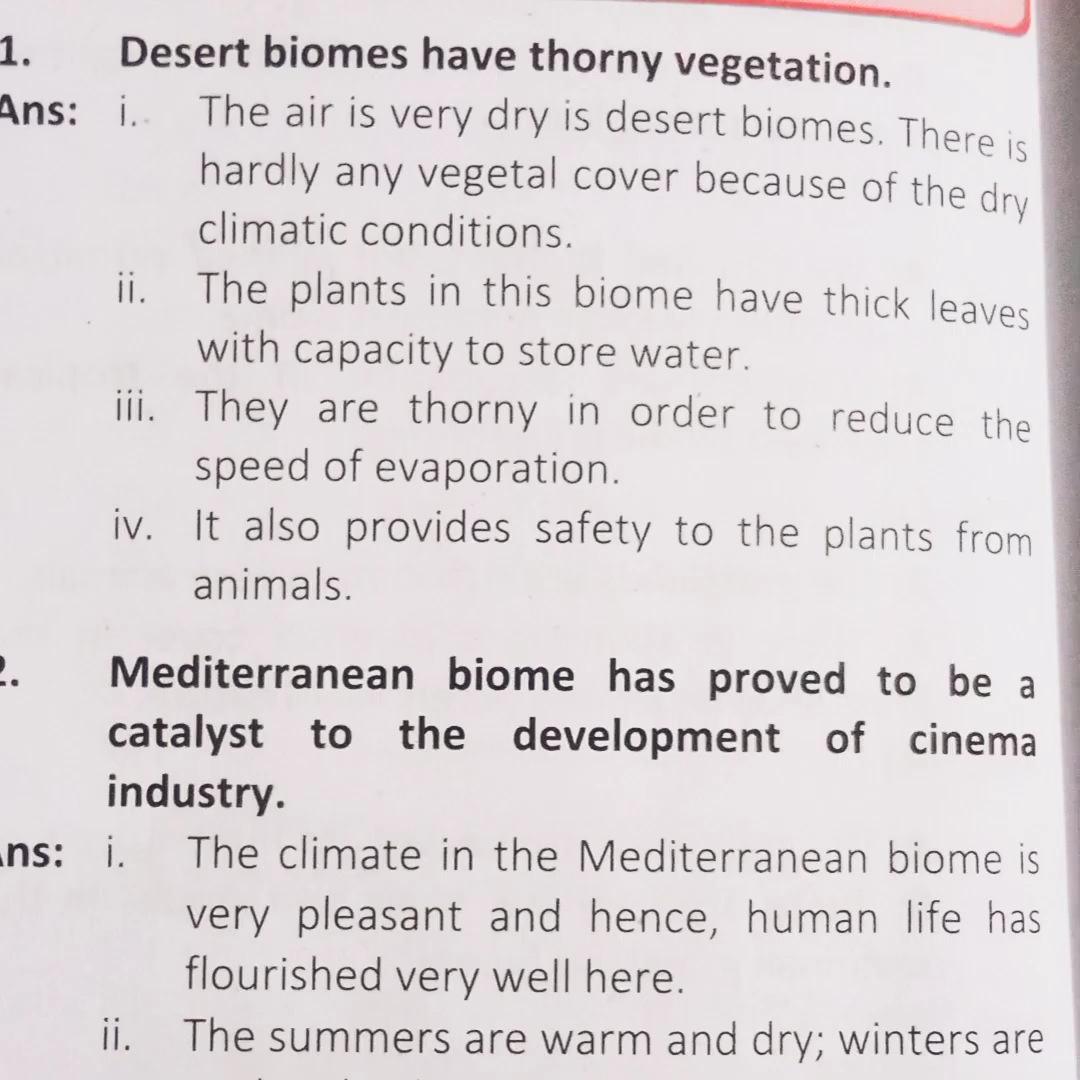 1. Desert biomes have thorny vegetation.
Ans: i. The air is very dry is desert biomes. There is
hardly any vegetal cover because of the dry
climatic conditions.
ii. The plants in this biome have thick leaves
with capacity to store water.
iii. They are thorny in order to reduce the
speed of evaporation.
iv. It also provides safety to the plants from
animals.
2. Mediterranean biome has proved to be a
catalyst to the development of cinema
industry.
Ans: i. The climate in the Mediterranean biome is
very pleasant and hence, human life has
flourished very well here.
ii. The summers are warm and dry; winters are